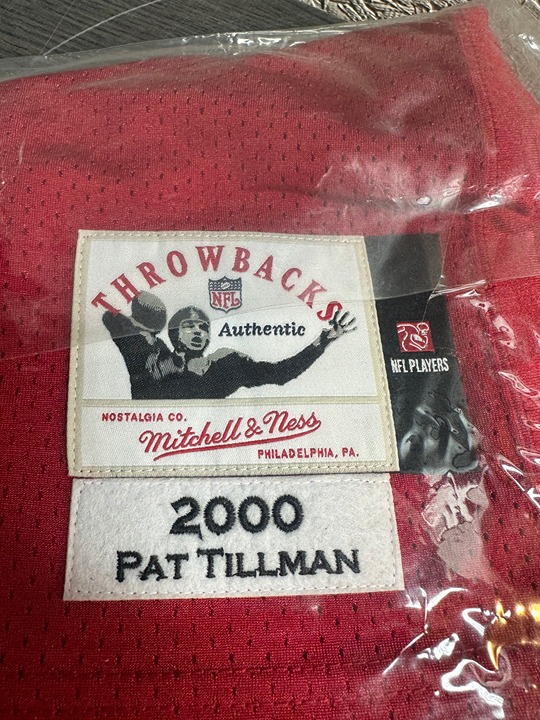 THROWBACKS
NFL
Authentic
NFL PLAYERS
NOSTALGIA CO.
Mitchell & Ness
PHILADELPHIA, PA.
2000
PAT TILLMAN